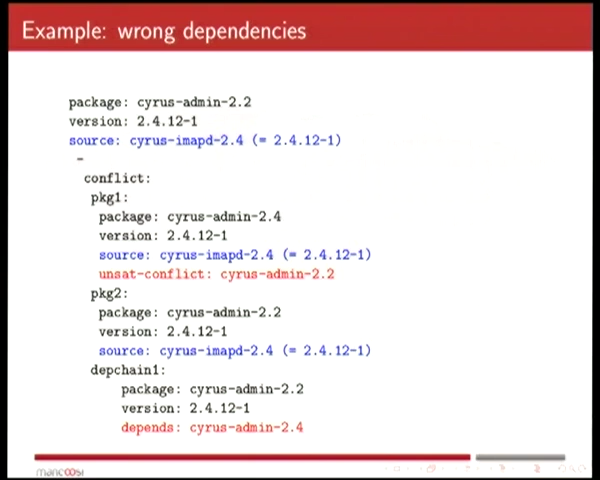 Example: wrong dependencies
package: cyrus-admin-2.2
version: 2.4.12-1
source: cyrus-imapd-2.4 (= 2.4.12-1)
-
conflict:
pkg1:
package: cyrus-admin-2.4
version: 2.4.12-1
source: cyrus-imapd-2.4 (= 2.4.12-1)
unsat-conflict: cyrus-admin-2.2
pkg2:
package: cyrus-admin-2.2
version: 2.4.12-1
source: cyrus-imapd-2.4 (= 2.4.12-1)
depchain1:
package: cyrus-admin-2.2
version: 2.4.12-1
depends: cyrus-admin-2.4
mancoosi